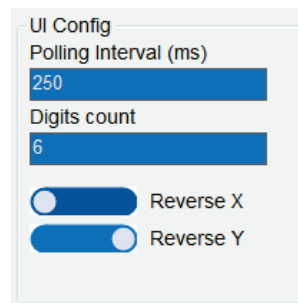 UI Config
Polling Interval (ms)
250
Digits count
6
Reverse X
Reverse Y